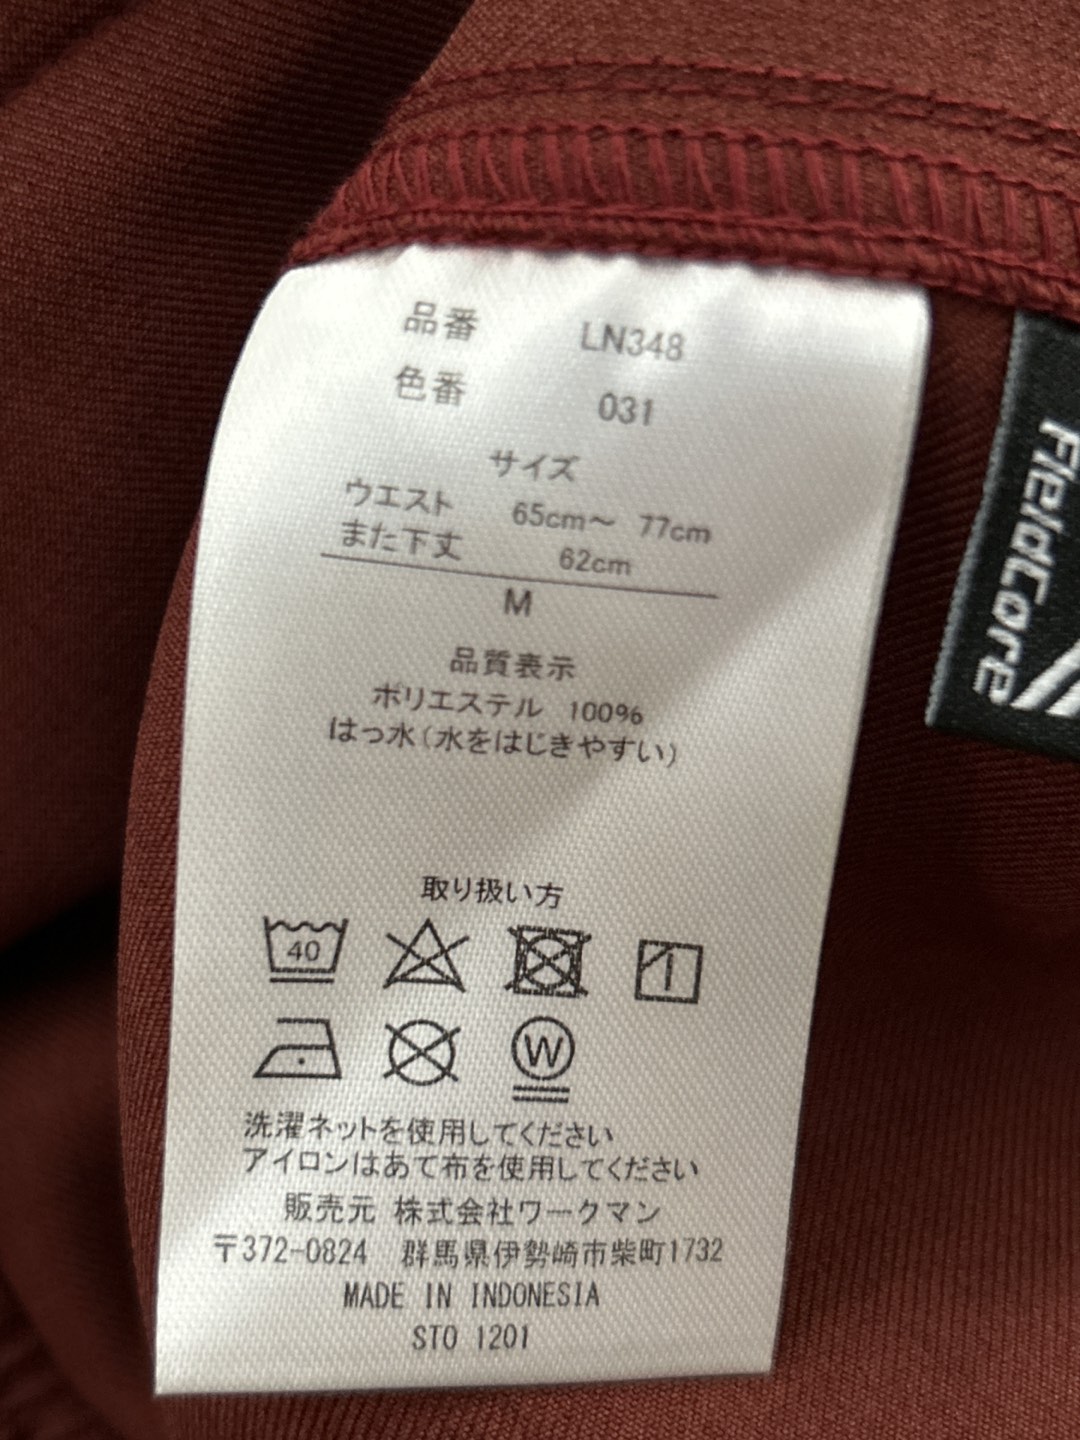 品番 LN348
色番 031
サイズ
ウエスト 65cm～ 77cm
また下丈 62cm
M
品質表示
ポリエステル 100%
はっ水(水をはじきやすい)
取り扱い方
40
W
洗濯ネットを使用してください
アイロンはあて布を使用してください
販売元 株式会社ワークマン
〒372-0824 群馬県伊勢崎市柴町1732
MADE IN INDONESIA
STO 1201
FieldCore